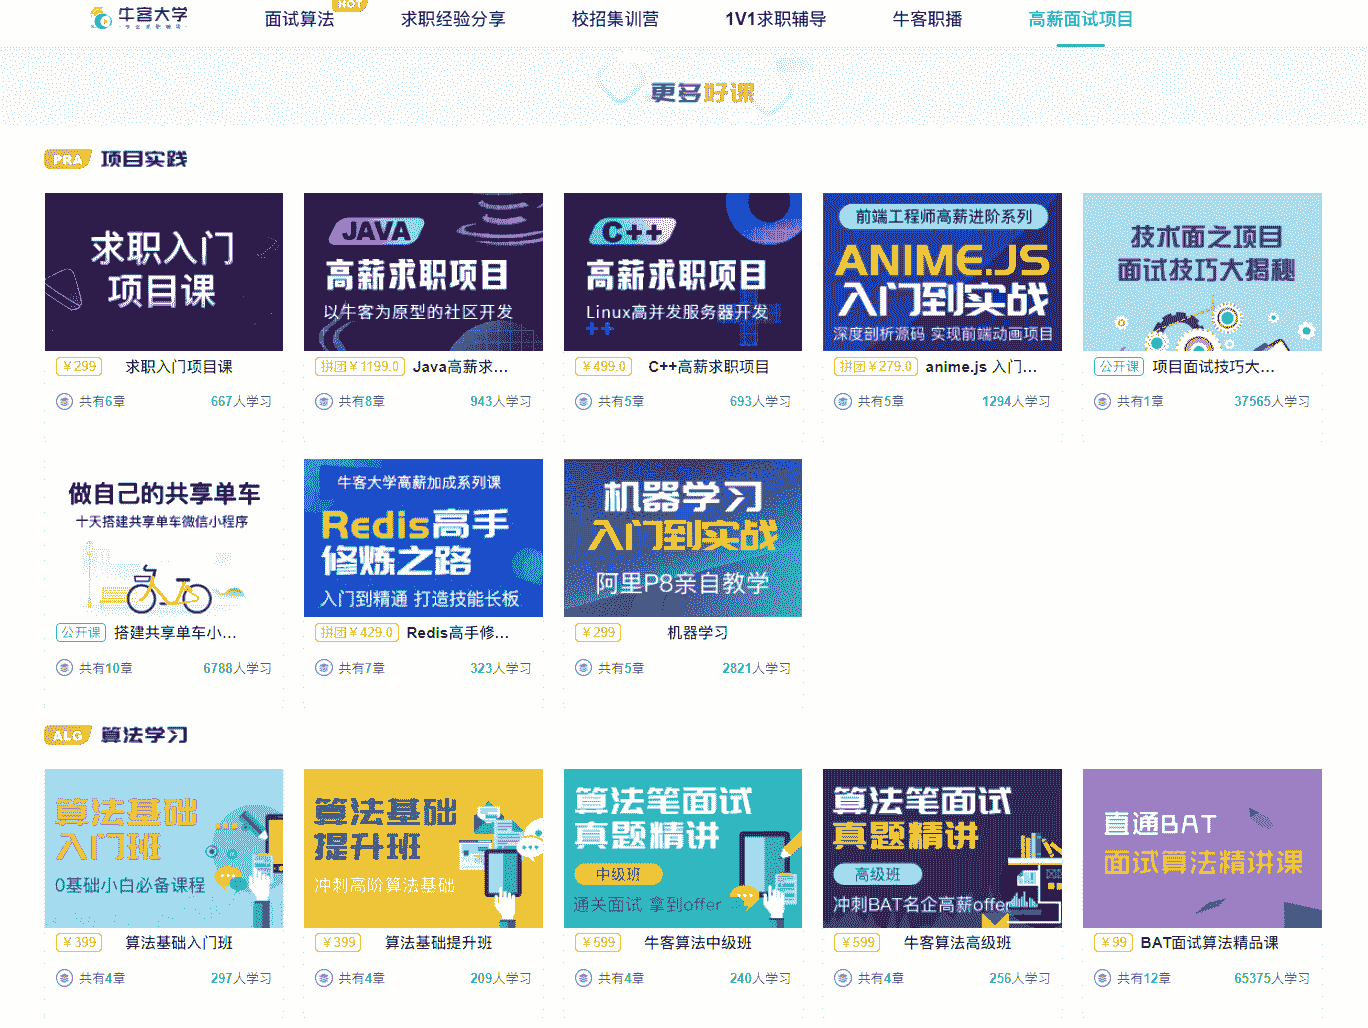 牛客大学
面试算法
HOT
求职经验分享
校招集训营
1V1求职辅导
牛客职播
高薪面试项目
更多好课
PRA 项目实践
求职入门
项目课
￥299 求职入门项目课
共有6章 667人学习
JAVA
高薪求职项目
以牛客为原型的社区开发
拼团￥1199.0 Java高薪求...
共有8章 943人学习
C++
高薪求职项目
Linux高并发服务器开发
￥499.0 C++高薪求职项目
共有5章 693人学习
前端工程师高薪进阶系列
ANIME.JS
入门到实战
深度剖析源码 实现前端动画项目
拼团￥279.0 anime.js 入门...
共有5章 1294人学习
技术面之项目
面试技巧大揭秘
公开课 项目面试技巧大...
共有1章 37565人学习
做自己的共享单车
十天搭建共享单车微信小程序
公开课 搭建共享单车小...
共有10章 6788人学习
牛客大学高薪加成系列课
Redis高手
修炼之路
入门到精通 打造技能长板
拼团￥429.0 Redis高手修...
共有7章 323人学习
机器学习
入门到实战
阿里P8亲自教学
￥299 机器学习
共有5章 2821人学习
ALG 算法学习
算法基础
入门班
0基础小白必备课程
￥399 算法基础入门班
共有4章 297人学习
算法基础
提升班
冲刺高阶算法基础
￥399 算法基础提升班
共有4章 209人学习
算法笔面试
真题精讲
中级班
通关面试 拿到offer
￥599 牛客算法中级班
共有4章 240人学习
算法笔面试
真题精讲
高级班
冲刺BAT名企高薪offer
￥599 牛客算法高级班
共有4章 256人学习
直通BAT
面试算法精讲课
￥99 BAT面试算法精品课
共有12章 65375人学习